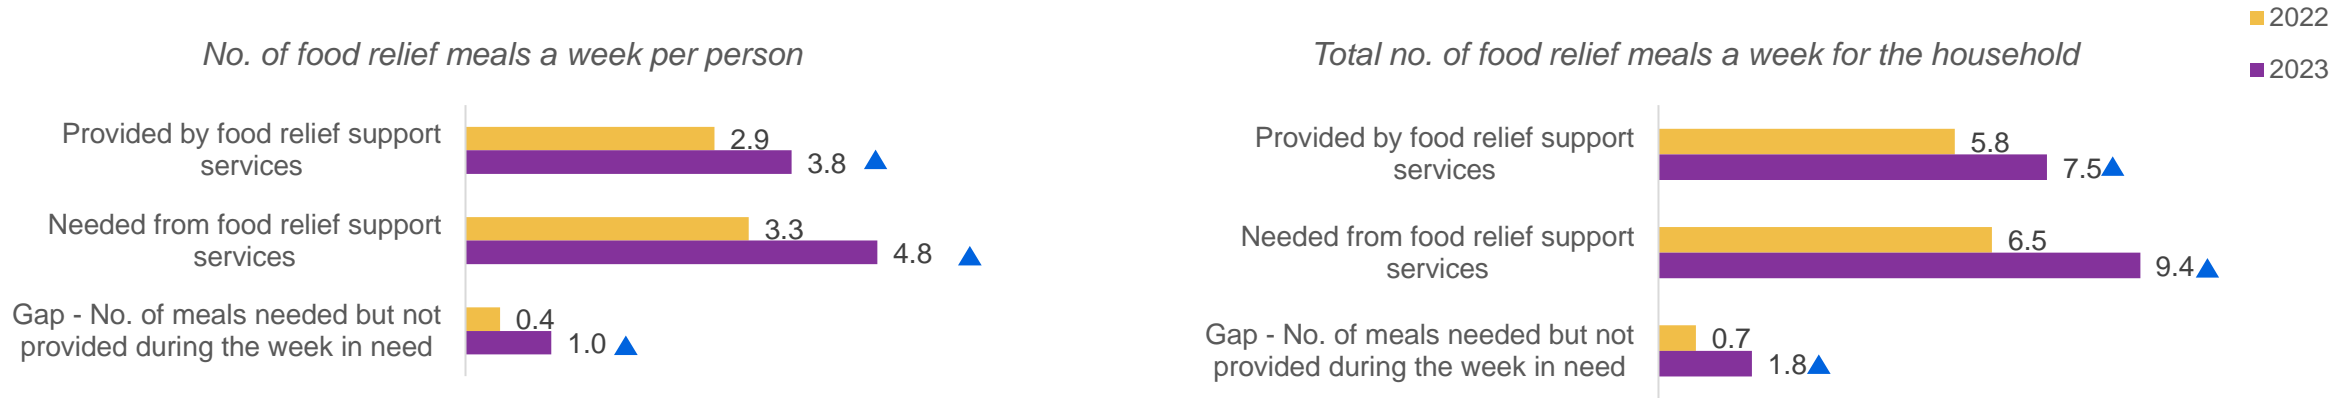 2022
2023
No. of food relief meals a week per person
Provided by food relief support
services
2.9
3.8
Needed from food relief support
services
3.3
4.8
Gap - No. of meals needed but not
provided during the week in need
0.4
1.0
Total no. of food relief meals a week for the household
Provided by food relief support
services
5.8
7.5
Needed from food relief support
services
6.5
9.4
Gap - No. of meals needed but not
provided during the week in need
0.7
1.8